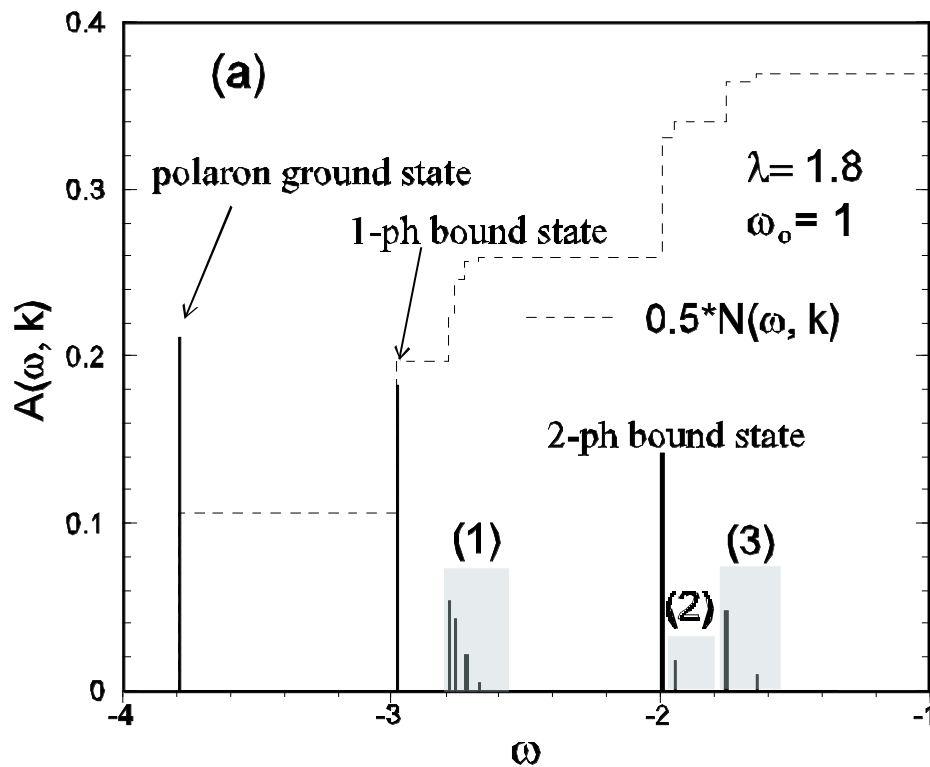 0.4
(a)
polaron ground state
λ= 1.8
0.3
1-ph bound state
ωₒ= 1
0.5*N(ω, k)
A(ω, k)
0.2
2-ph bound state
(1)
(3)
0.1
(2)
0
-4
-3
-2
-1
ω